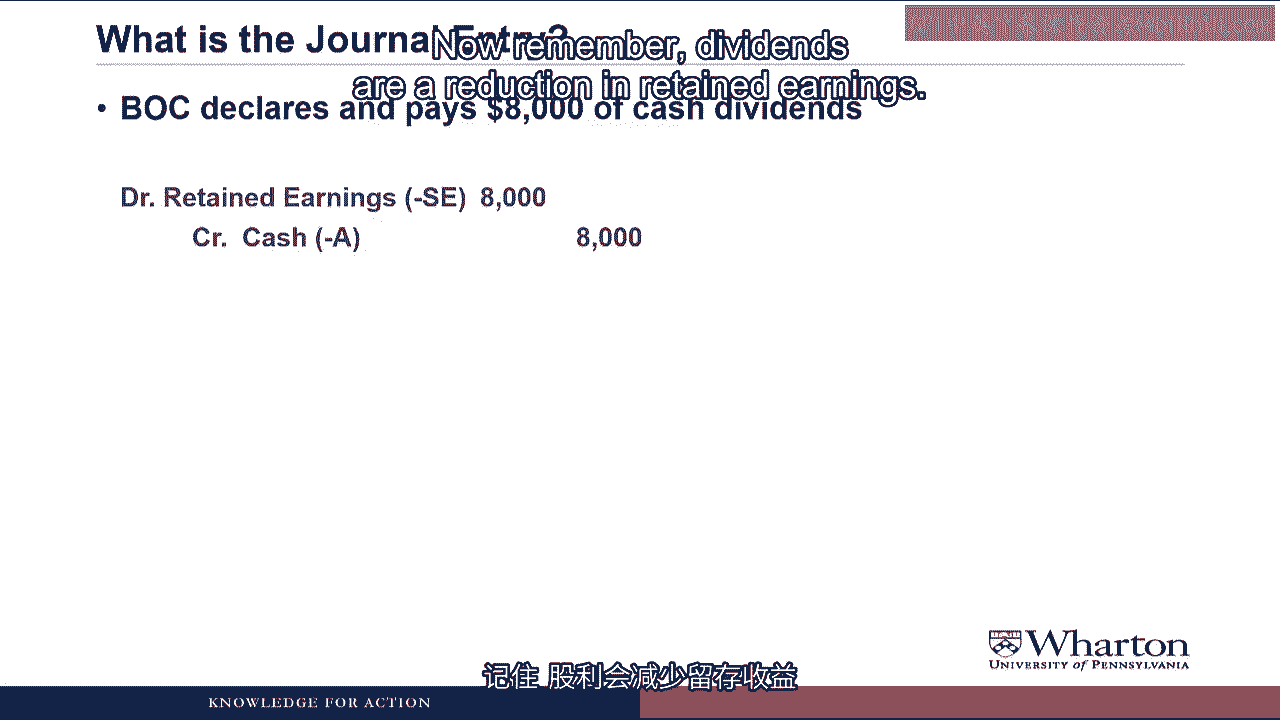 What is the Journal Entry?
Now remember, dividends
are a reduction in retained earnings.
• BOC declares and pays $8,000 of cash dividends
Dr. Retained Earnings (-SE) 8,000
Cr. Cash (-A) 8,000
Wharton
UNIVERSITY of PENNSYLVANIA
记住 股利会减少留存收益
KNOWLEDGE FOR ACTION